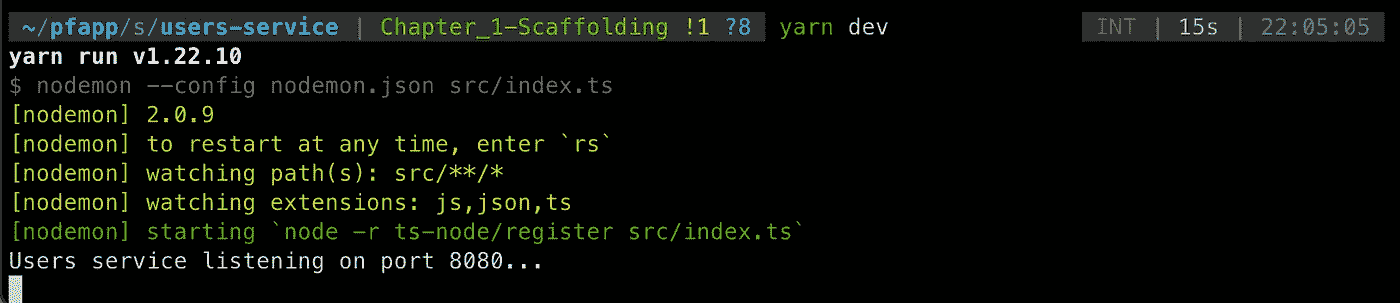 ~/pfapp/s/users-service | Chapter_1-Scaffolding !1 ?8 yarn dev INT | 15s | 22:05:05
yarn run v1.22.10
$ nodemon --config nodemon.json src/index.ts
[nodemon] 2.0.9
[nodemon] to restart at any time, enter `rs`
[nodemon] watching path(s): src/**/*
[nodemon] watching extensions: js,json,ts
[nodemon] starting `node -r ts-node/register src/index.ts`
Users service listening on port 8080...